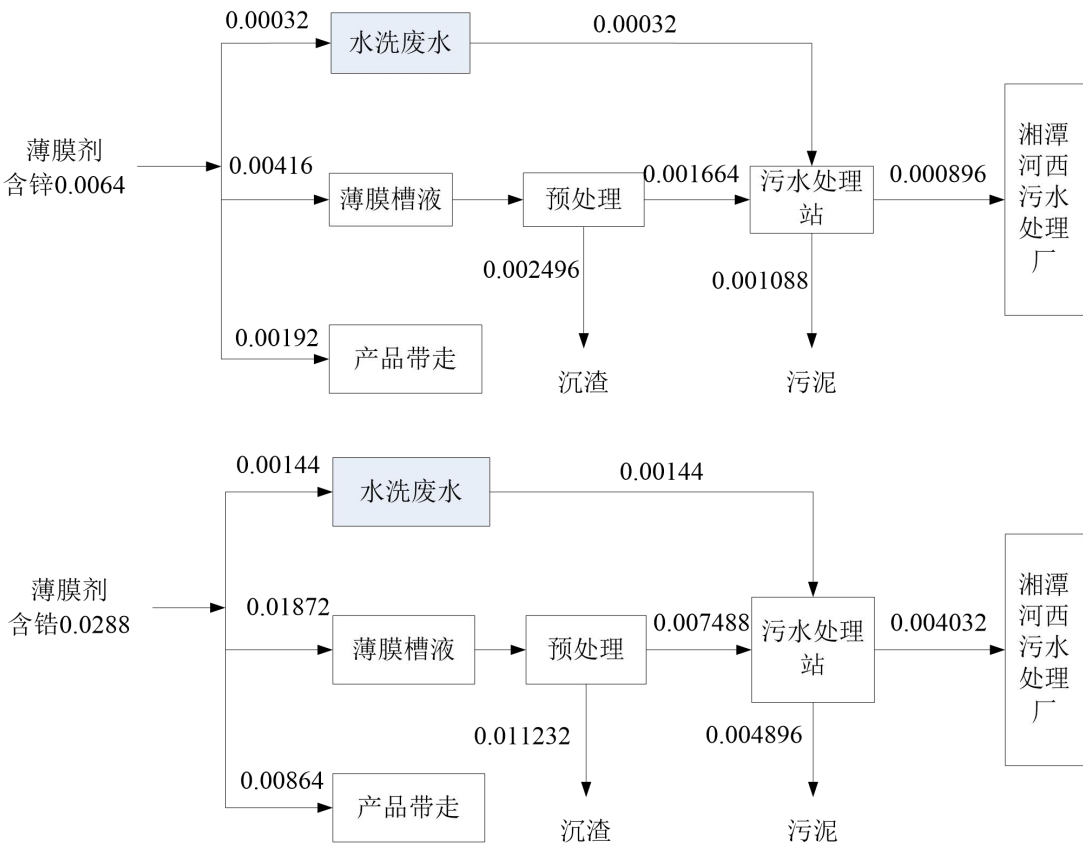 0.00032
0.00032
水洗废水
薄膜剂
含锌0.0064
0.00416
薄膜槽液
预处理
0.001664
污水处理
站
0.000896
湘潭
河西
污水
处理
厂
0.002496
0.001088
0.00192
产品带走
沉渣
污泥
0.00144
0.00144
水洗废水
薄膜剂
含锆0.0288
0.01872
薄膜槽液
预处理
0.007488
污水处理
站
0.004032
湘潭
河西
污水
处理
厂
0.011232
0.004896
0.00864
产品带走
沉渣
污泥